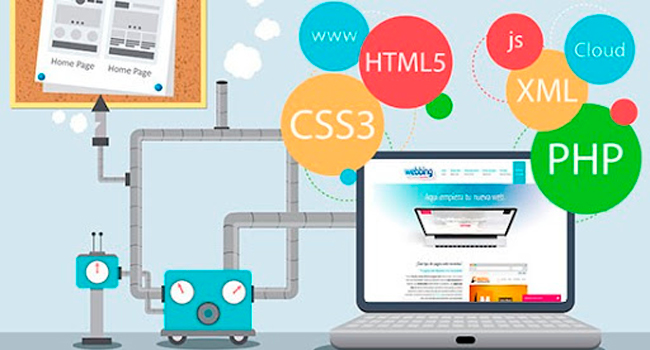 Home Page
Home Page
www
HTML5
CSS3
js
Cloud
XML
PHP
webbing
Aquí empieza tu nueva web